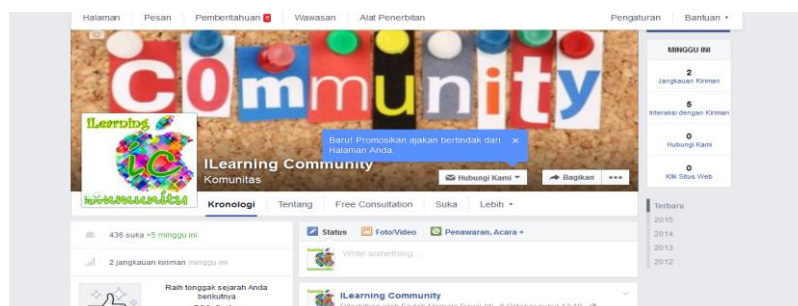 Halaman Pesan Pemberitahuan Wawasan Alat Penerbitan Pengaturan Bantuan
community
iLearning
iC
Baru! Promosikan ajakan bertindak dari Halaman Anda.
ILearning Community
Komunitas
Hubungi Kami
Bagikan
Kronologi Tentang Free Consultation Suka Lebih
436 suka +5 minggu ini
2 jangkauan kiriman minggu ini
Raih tonggak sejarah Anda
berikutnya
Status Foto/Video Penawaran, Acara +
Write something...
ILearning Community
MINGGU INI
2
Jangkauan Kiriman
5
Interaksi dengan Kiriman
0
Hubungi Kami
0
Klik Situs Web
Terbaru
2015
2014
2013
2012